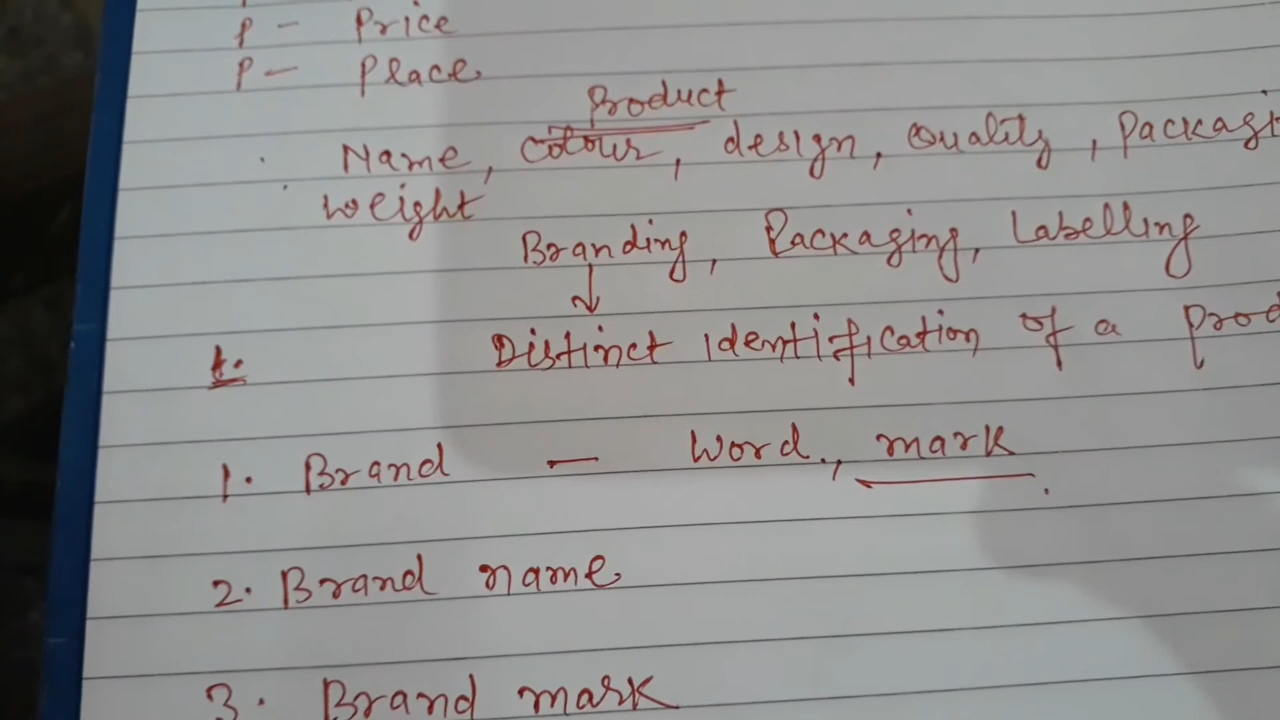 P - Price
P - Place
Product
Name, colour, design, Quality, Packagi
weight
Branding, Packaging, Labelling
↓
Distinct Identification of a Prod
1.
1. Brand - Word, mark
2. Brand name
3. Brand mark